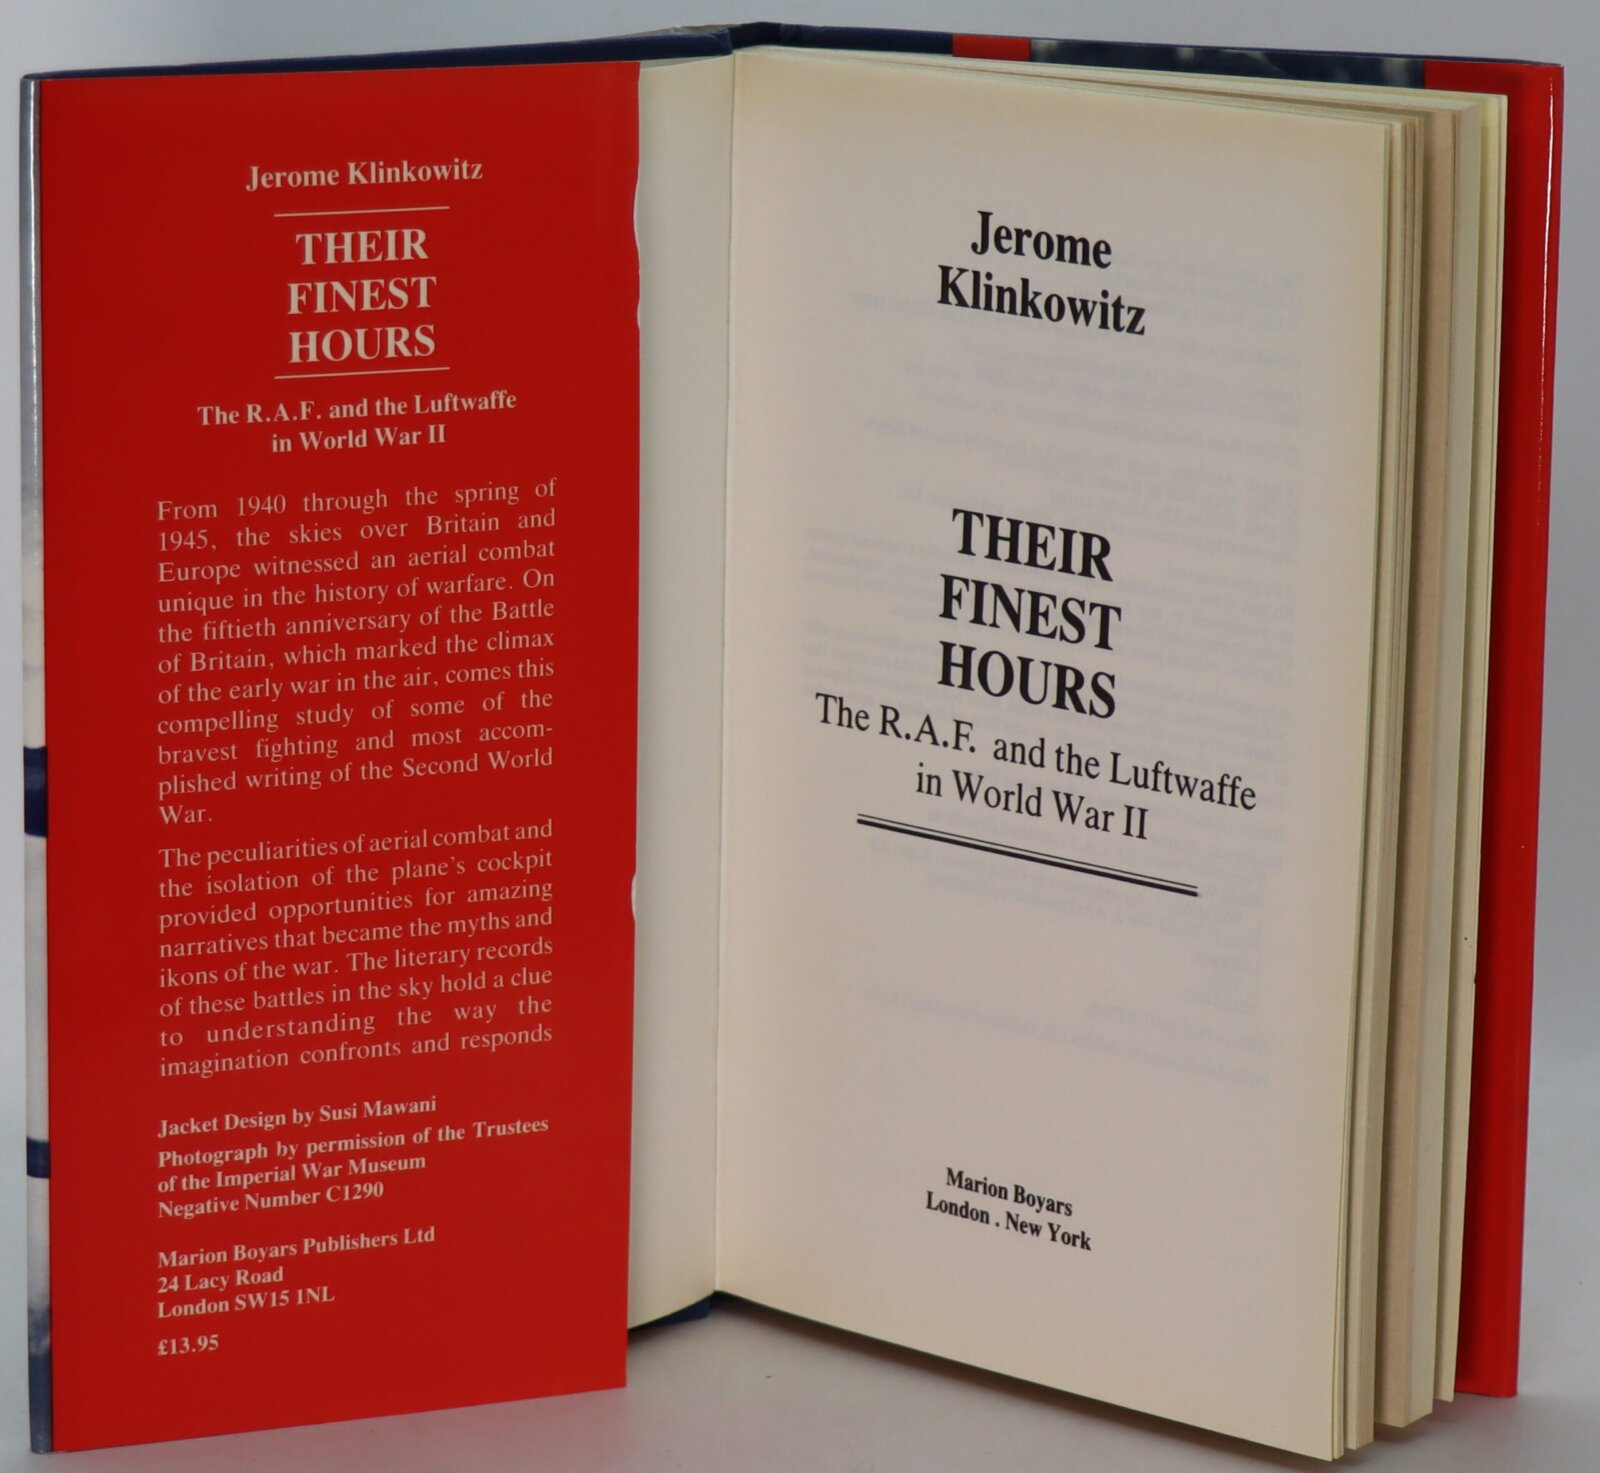 Jerome Klinkowitz
THEIR
FINEST
HOURS
The R.A.F. and the Luftwaffe
in World War II
From 1940 through the spring of
1945, the skies over Britain and
Europe witnessed an aerial combat
unique in the history of warfare. On
the fiftieth anniversary of the Battle
of Britain, which marked the climax
of the early war in the air, comes this
compelling study of some of the
bravest fighting and most accom-
plished writing of the Second World
War.
The peculiarities of aerial combat and
the isolation of the plane's cockpit
provided opportunities for amazing
narratives that became the myths and
ikons of the war. The literary records
of these battles in the sky hold a clue
to understanding the way the
imagination confronts and responds
Jacket Design by Susi Mawani
Photograph by permission of the Trustees
of the Imperial War Museum
Negative Number C1290
Marion Boyars Publishers Ltd
24 Lacy Road
London SW15 1NL
£13.95
Jerome
Klinkowitz
THEIR
FINEST
HOURS
The R.A.F. and the Luftwaffe
in World War II
Marion Boyars
London . New York